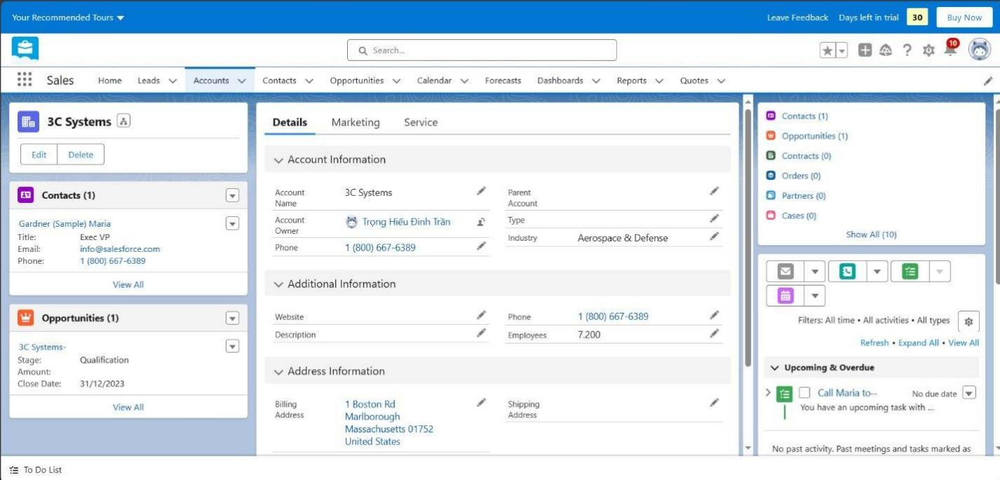 Your Recommended Tours
Leave Feedback Days left in trial 30 Buy Now
Search...
10
Sales Home Leads Accounts Contacts Opportunities Calendar Forecasts Dashboards Reports Quotes
3C Systems
Edit Delete
Contacts (1)
Gardner (Sample) Maria
Title: Exec VP
Email: info@salesforce.com
Phone: 1 (800) 667-6389
View All
Opportunities (1)
3C Systems-
Stage: Qualification
Amount:
Close Date: 31/12/2023
View All
Details Marketing Service
Account Information
Account Name 3C Systems
Parent Account
Account Owner Trọng Hiếu Đinh Trần
Type
Industry Aerospace & Defense
Phone 1 (800) 667-6389
Additional Information
Website
Phone 1 (800) 667-6389
Description
Employees 7.200
Address Information
Billing Address
1 Boston Rd
Marlborough
Massachusetts 01752
United States
Shipping Address
Contacts (1)
Opportunities (1)
Contracts (0)
Orders (0)
Partners (0)
Cases (0)
Show All (10)
Filters: All time • All activities • All types
Refresh • Expand All • View All
Upcoming & Overdue
Call Maria to... No due date
You have an upcoming task with ...
No past activity. Past meetings and tasks marked as
To Do List